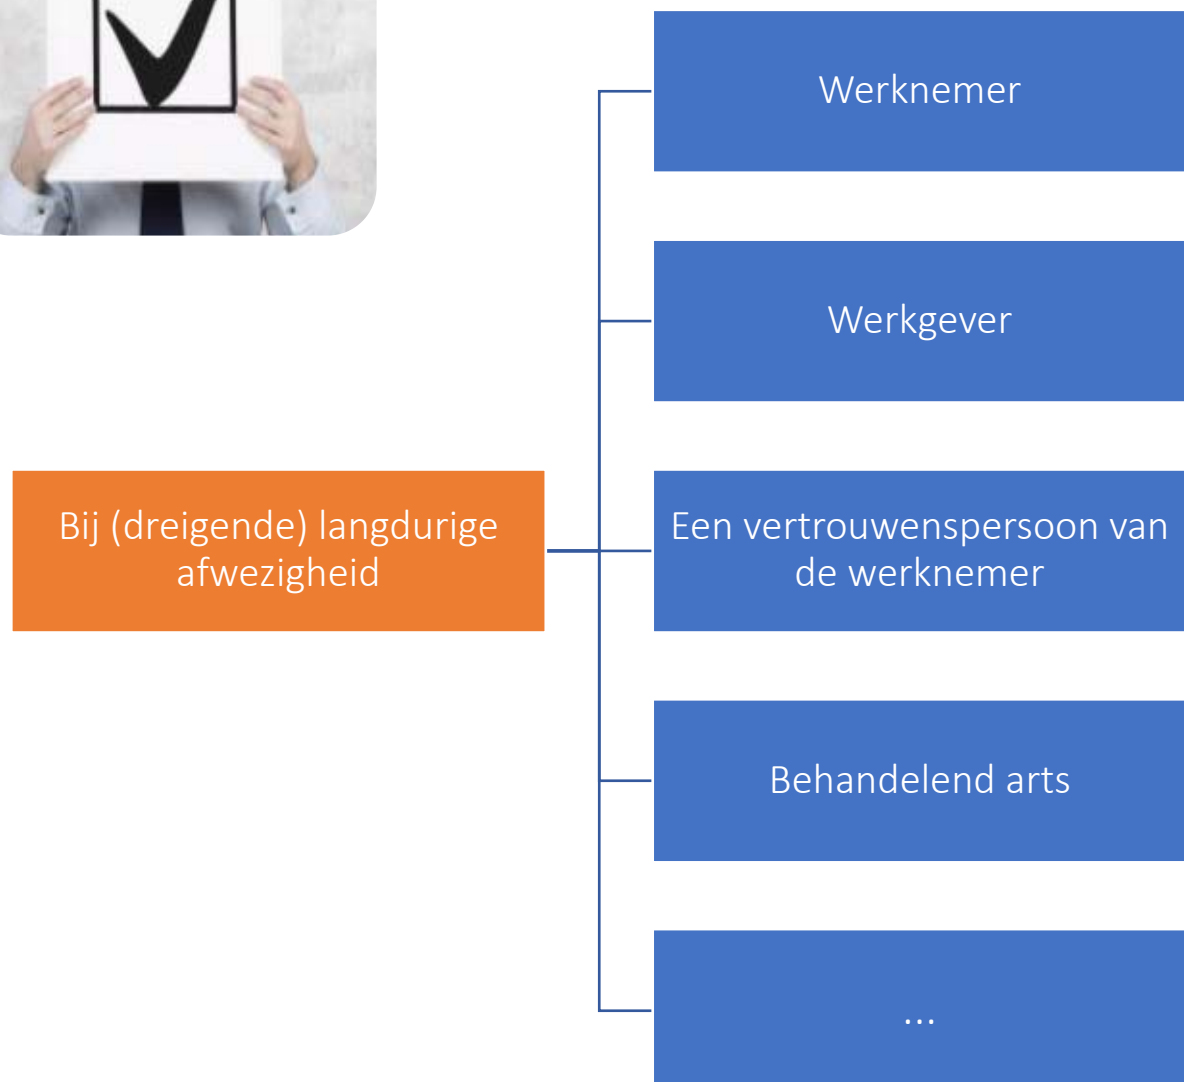 Werknemer
Werkgever
Bij (dreigende) langdurige
afwezigheid
Een vertrouwenspersoon van
de werknemer
Behandelend arts
...